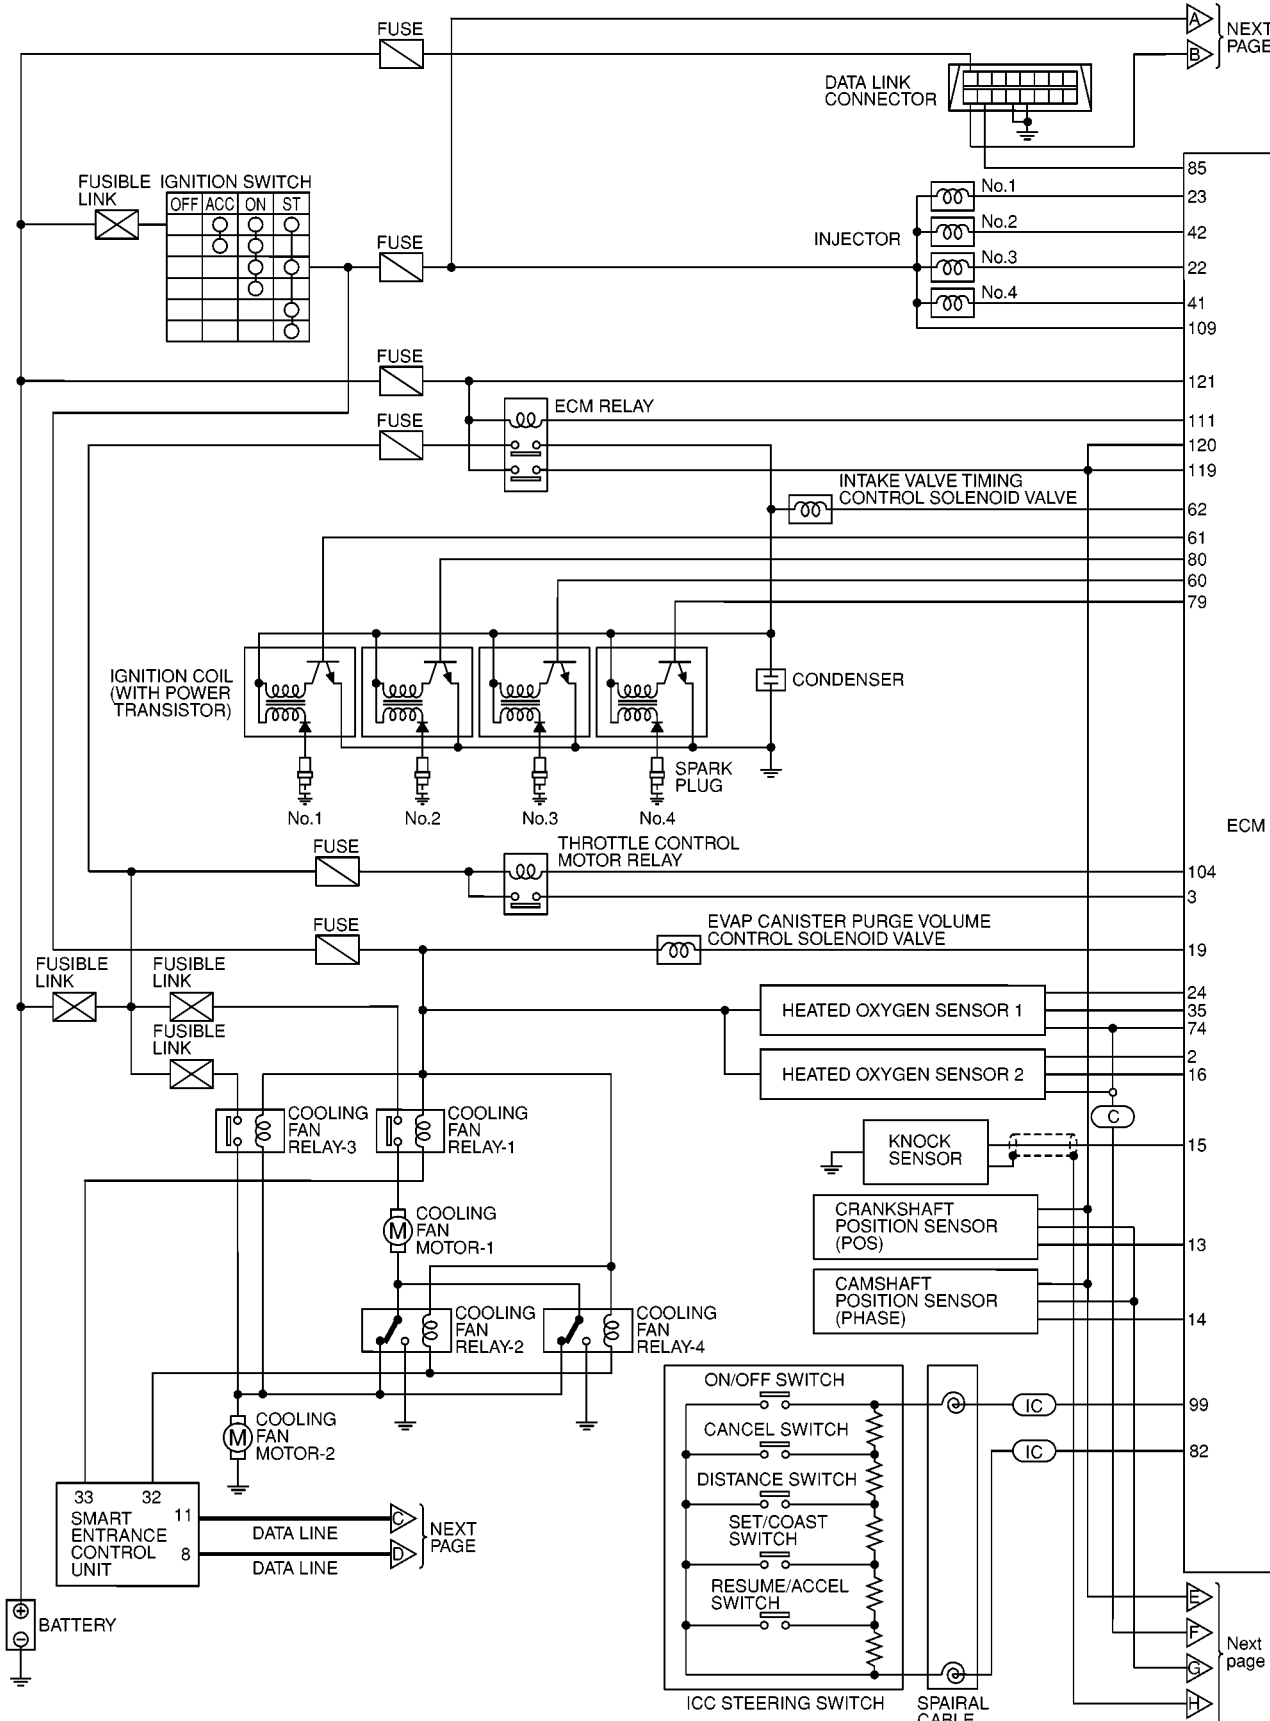 FUSE
A
NEXT
PAGE
B
DATA LINK
CONNECTOR
85
FUSIBLE
LINK
IGNITION SWITCH
OFF ACC ON ST
FUSE
INJECTOR
No.1
23
No.2
42
No.3
22
No.4
41
109
FUSE
121
ECM RELAY
111
FUSE
120
119
INTAKE VALVE TIMING
CONTROL SOLENOID VALVE
62
61
80
60
79
IGNITION COIL
(WITH POWER
TRANSISTOR)
CONDENSER
SPARK
PLUG
No.1
No.2
No.3
No.4
ECM
FUSE
THROTTLE CONTROL
MOTOR RELAY
104
3
FUSE
EVAP CANISTER PURGE VOLUME
CONTROL SOLENOID VALVE
19
FUSIBLE
LINK
FUSIBLE
LINK
FUSIBLE
LINK
HEATED OXYGEN SENSOR 1
24
35
74
HEATED OXYGEN SENSOR 2
2
16
C
COOLING
FAN
RELAY-3
COOLING
FAN
RELAY-1
KNOCK
SENSOR
15
CRANKSHAFT
POSITION SENSOR
(POS)
13
COOLING
FAN
MOTOR-1
M
CAMSHAFT
POSITION SENSOR
(PHASE)
14
COOLING
FAN
RELAY-2
COOLING
FAN
RELAY-4
COOLING
FAN
MOTOR-2
M
ON/OFF SWITCH
CANCEL SWITCH
DISTANCE SWITCH
SET/COAST
SWITCH
RESUME/ACCEL
SWITCH
IC
99
IC
82
33
32
11
8
SMART
ENTRANCE
CONTROL
UNIT
DATA LINE
DATA LINE
C
D
NEXT
PAGE
BATTERY
E
F
G
H
Next
page
ICC STEERING SWITCH
SPAIRAL
CABLE